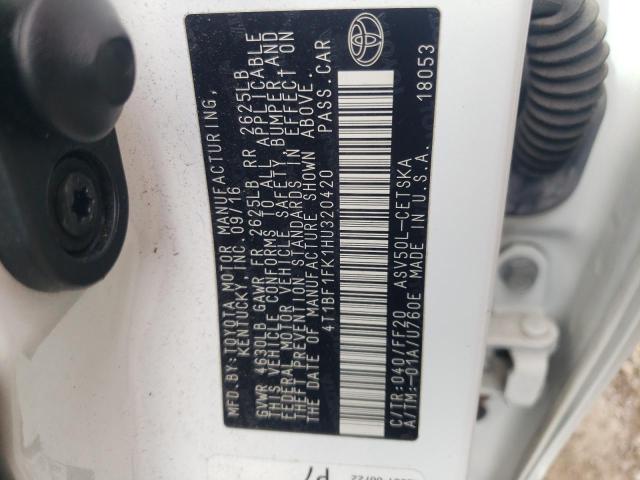 MFD.BY:TOYOTA MOTOR MANUFACTURING,
KENTUCKY, INC. 09/16
GVWR 4630LB GAWR FR 2625LB RR 2625LB
THIS VEHICLE CONFORMS TO ALL APPLICABLE
FEDERAL MOTOR VEHICLE SAFETY, BUMPER, AND
THEFT PREVENTION STANDARDS IN EFFECT ON
THE DATE OF MANUFACTURE SHOWN ABOVE.
4T1BF1FK1HU320420 PASS.CAR
C/TR:040/FF20 ASV50L-CETSKA
A/TM:-01A/U760E MADE IN U.S.A.
18053
P7